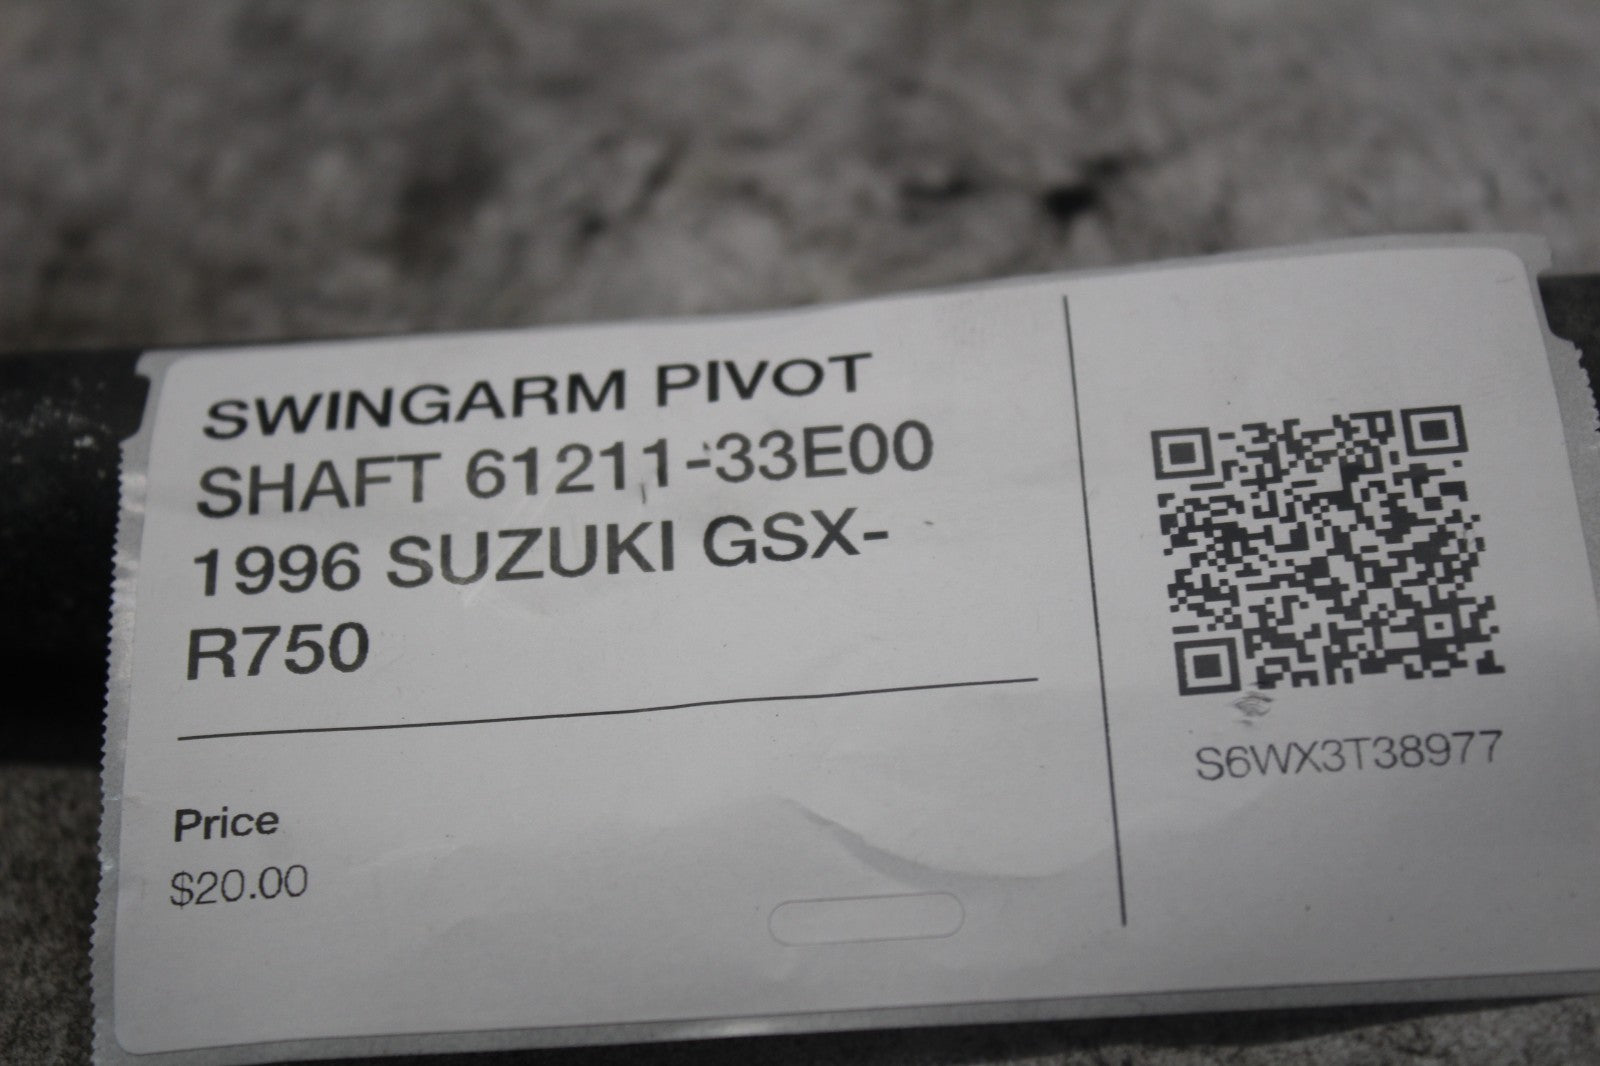 SWINGARM PIVOT
SHAFT 61211-33E00
1996 SUZUKI GSX-
R750
Price
$20.00
S6WX3T38977